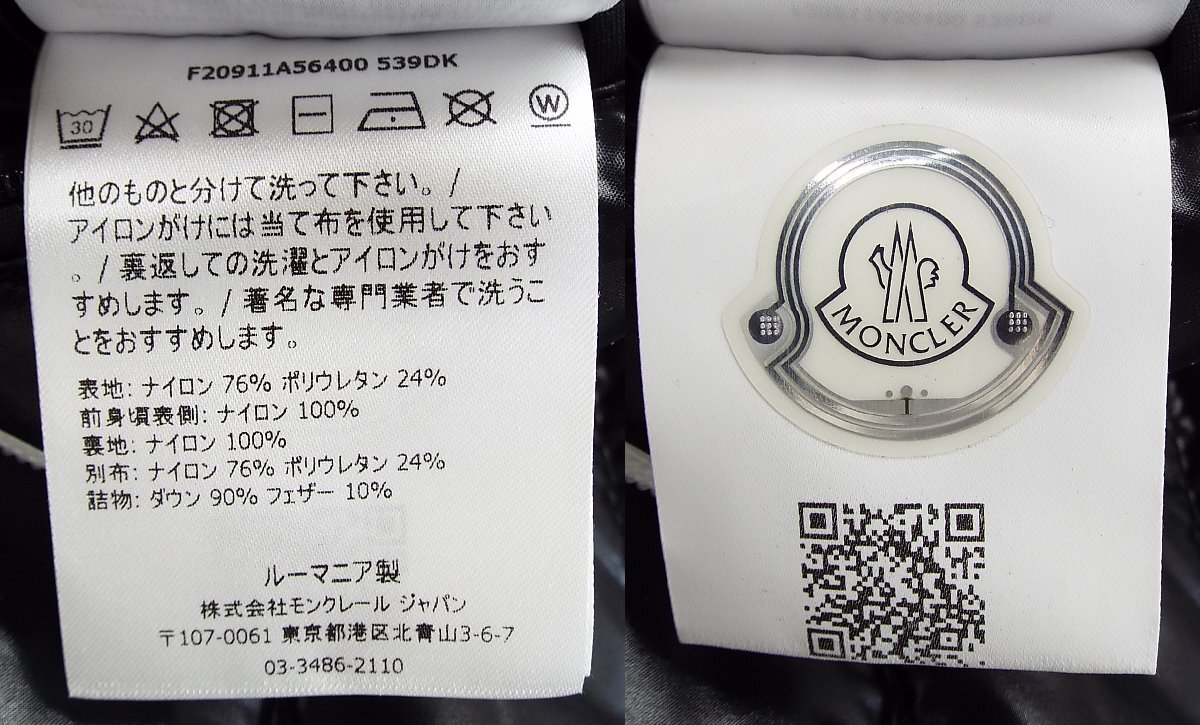 F20911A56400 539DK
30
W
他のものと分けて洗って下さい。/
アイロンがけには当て布を使用して下さい
。/ 裏返しての洗濯とアイロンがけをおす
すめします。/ 著名な専門業者で洗うこ
とをおすすめします。
表地: ナイロン 76% ポリウレタン 24%
前身頃表側: ナイロン 100%
裏地: ナイロン 100%
別布: ナイロン 76% ポリウレタン 24%
詰物: ダウン 90% フェザー 10%
ルーマニア製
株式会社モンクレール ジャパン
〒107-0061 東京都港区北青山3-6-7
03-3486-2110
MONCLER